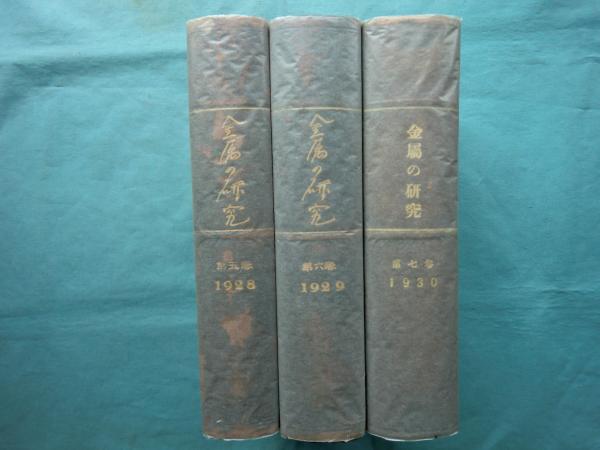 金属の研究
第五巻
1928
金属の研究
第六巻
1929
金属の研究
第七巻
1930